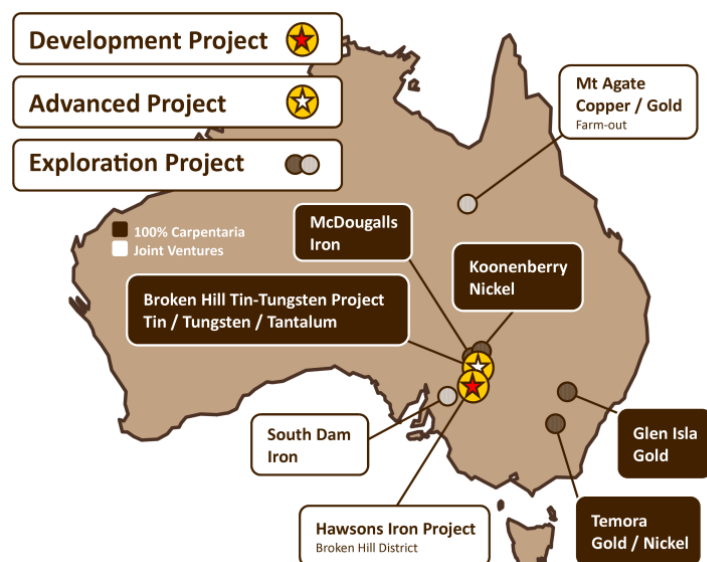 Development Project
Advanced Project
Exploration Project
100% Carpentaria
Joint Ventures
Mt Agate
Copper / Gold
Farm-out
McDougalls
Iron
Koonenberry
Nickel
Broken Hill Tin-Tungsten Project
Tin / Tungsten / Tantalum
South Dam
Iron
Glen Isla
Gold
Hawsons Iron Project
Broken Hill District
Temora
Gold / Nickel